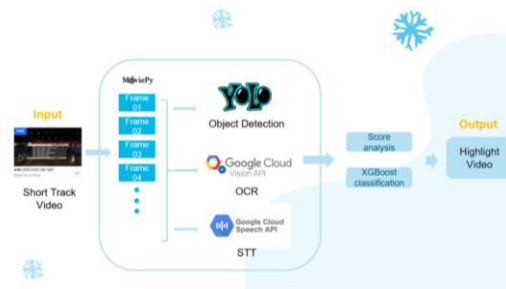 Input
Short Track
Video
MoviePy
Frame
01
Frame
02
Frame
03
Frame
04
YOLO
Object Detection
Google Cloud
Vision API
OCR
Google Cloud
Speech API
STT
Score
analysis
XGBoost
classification
Output
Highlight
Video